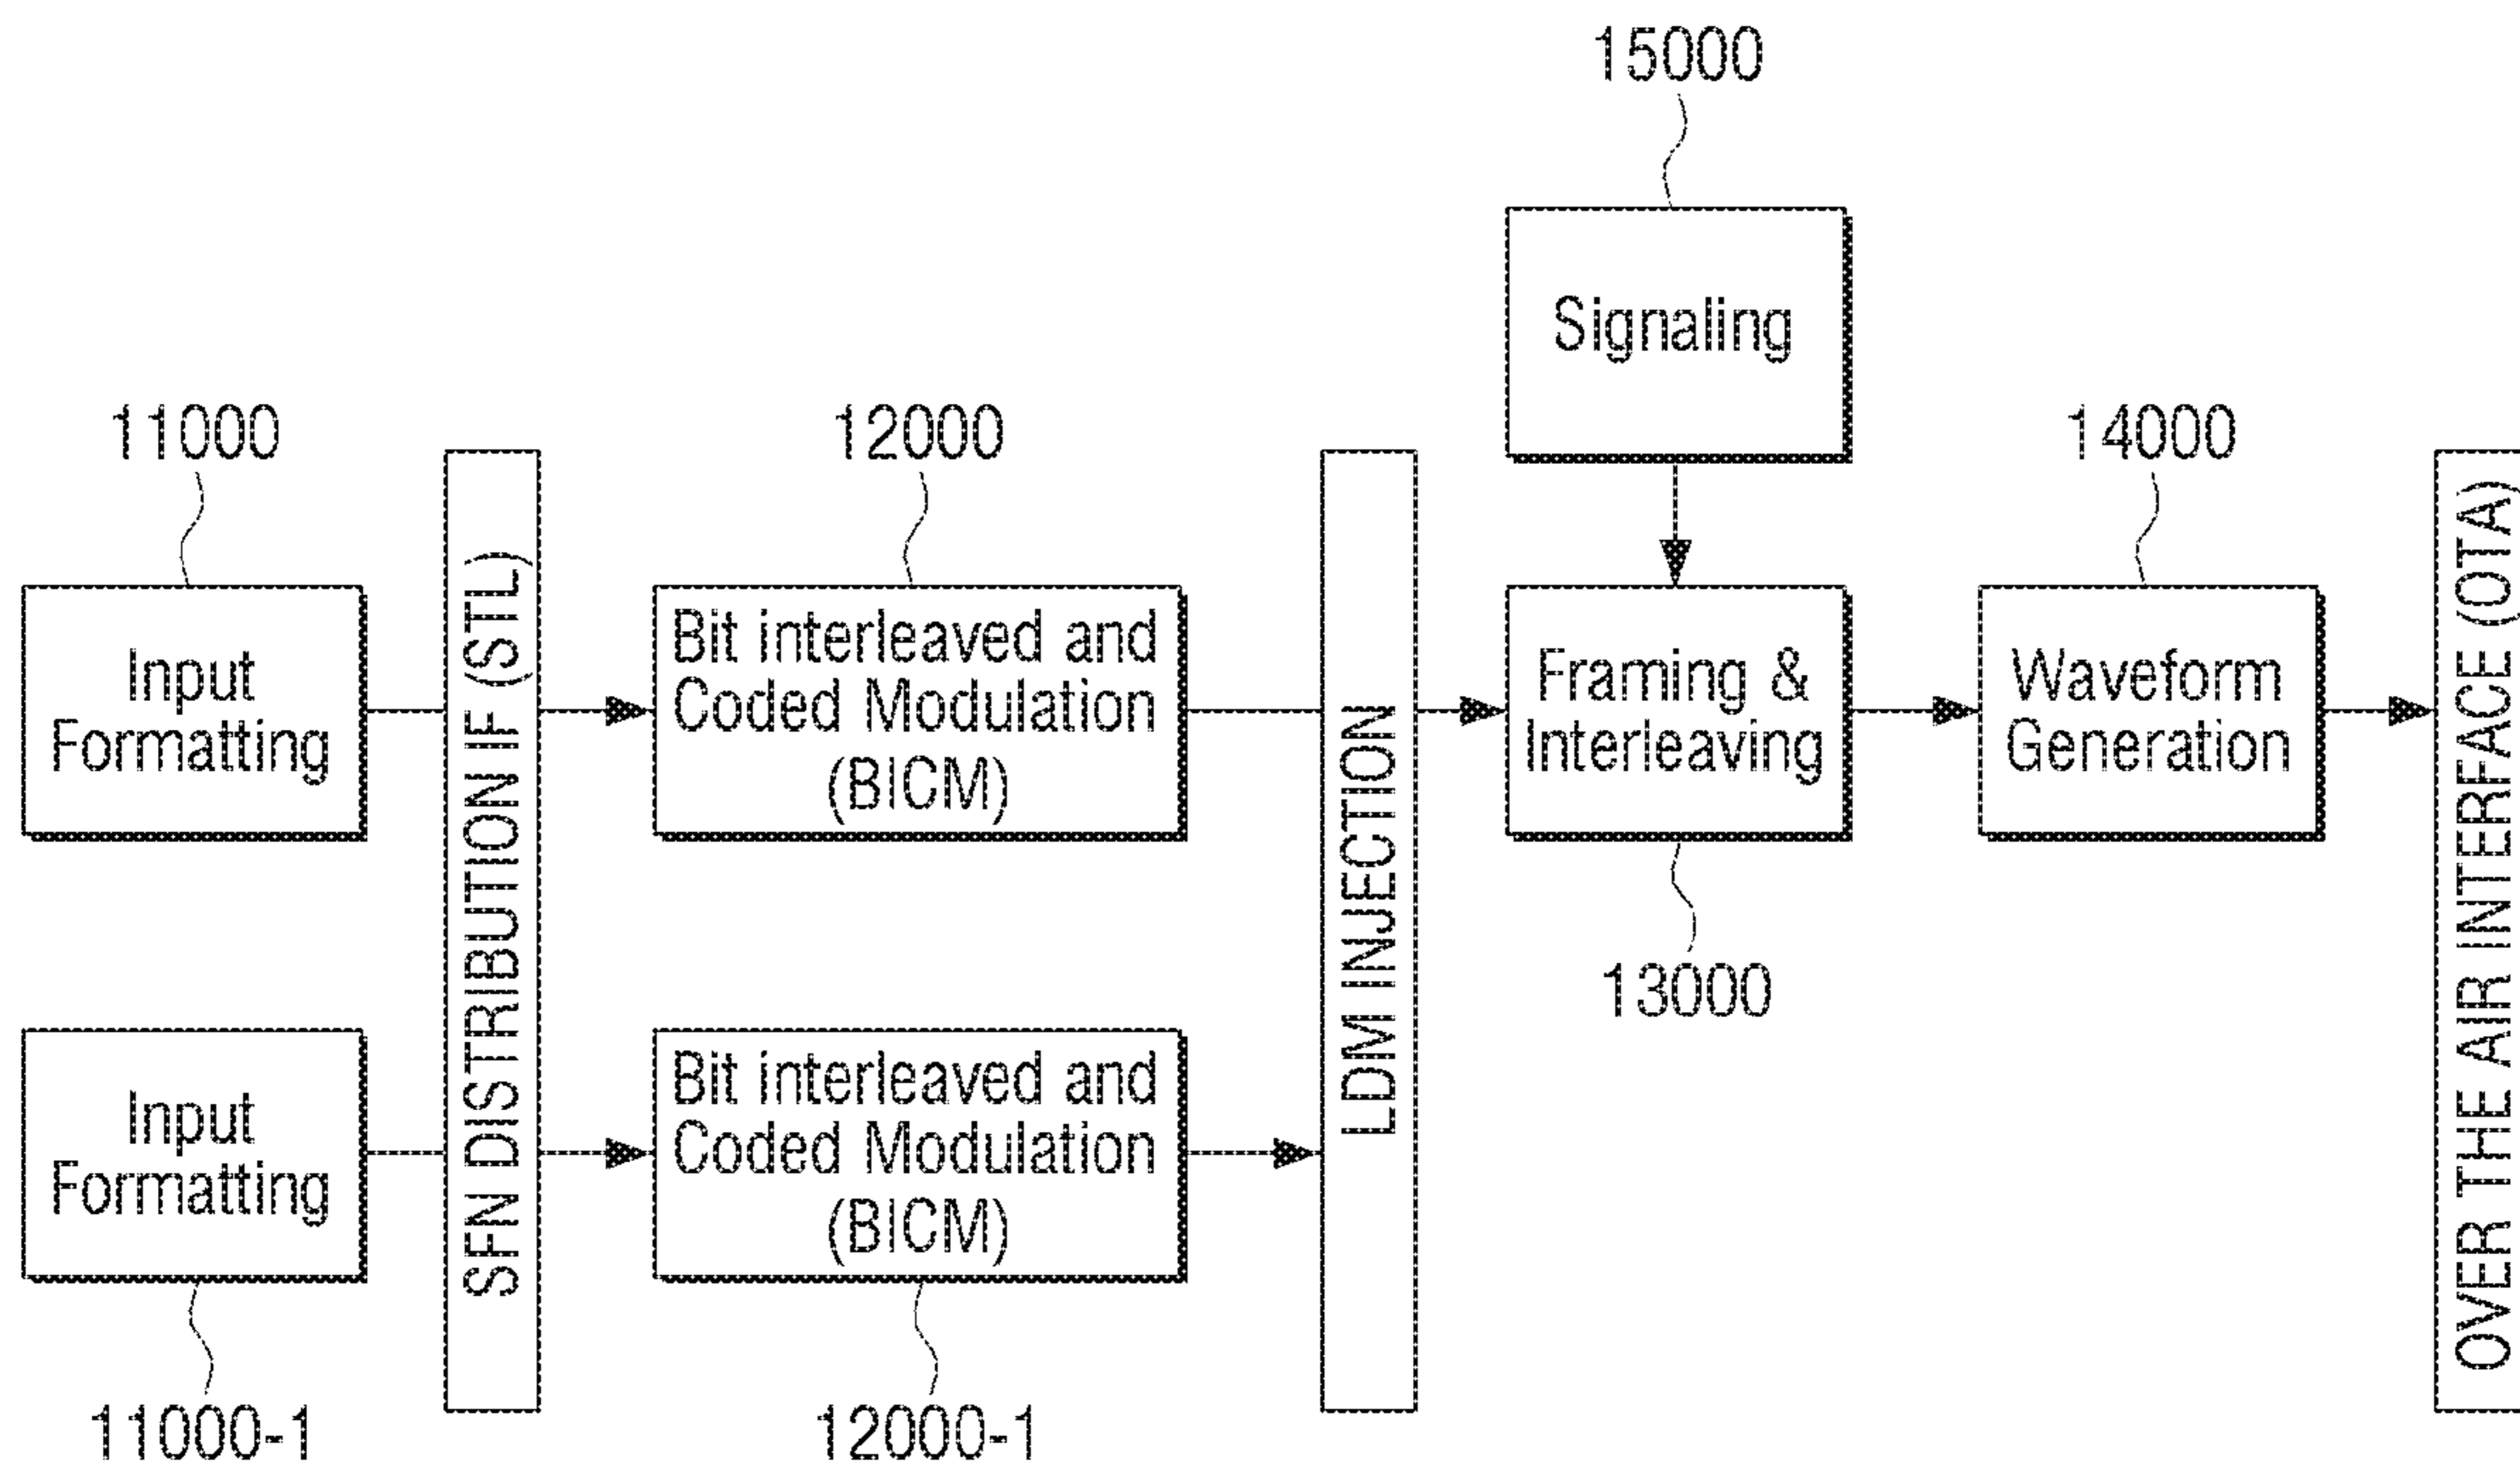 15000
Signaling
11000
12000
14000
Input
Formatting
SFN DISTRIBUTION IF (STL)
Bit interleaved and
Coded Modulation
(BICM)
LDM INJECTION
Framing &
Interleaving
Waveform
Generation
OVER THE AIR INTERFACE (OTA)
13000
Input
Formatting
Bit interleaved and
Coded Modulation
(BICM)
11000-1
12000-1